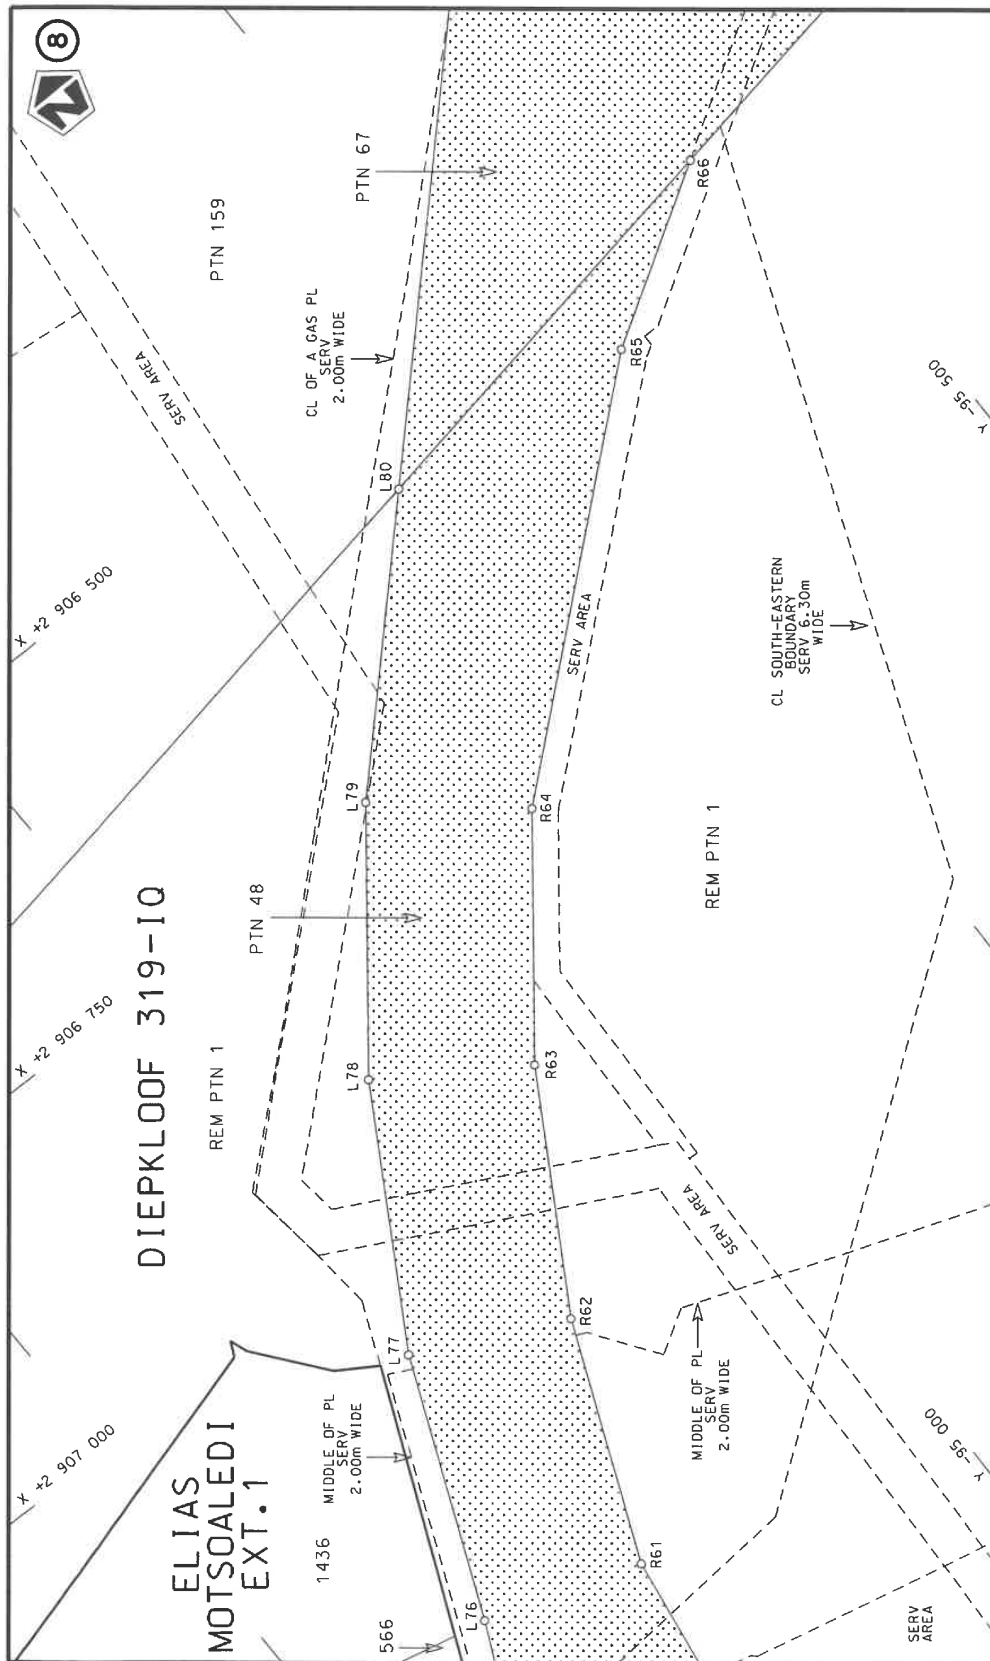 8
N
PTN 159
PTN 67
SERV AREA
CL OF A GAS PL
SERV
2.00m WIDE
R66
R65
L80
Y -95 500
X +2 906 500
SERV AREA
CL SOUTH-EASTERN
BOUNDARY
SERV 6.30m
WIDE
L79
R64
REM PTN 1
PTN 48
DIEPKLOOF 319-IQ
X +2 906 750
REM PTN 1
L78
R63
SERV AREA
L77
R62
MIDDLE OF PL
SERV
2.00m WIDE
MIDDLE OF PL
SERV
2.00m WIDE
Y -95 000
X +2 907 000
ELIAS
MOTSOALEDI
EXT.1
1436
566
L76
R61
SERV
AREA